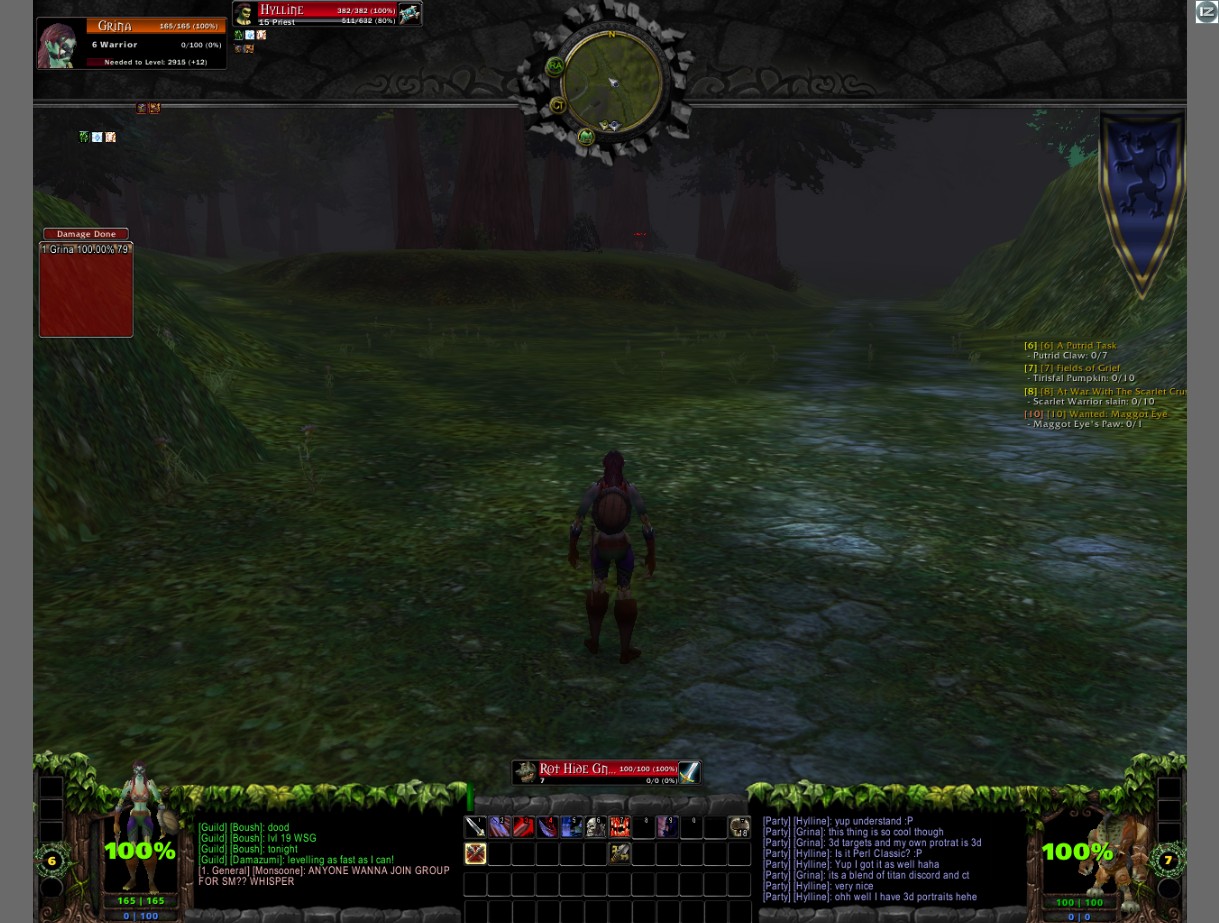 Grina 165/165 (100%)
6 Warrior 0/100 (0%)
Needed to Level: 2915 (+12)
Hylline 382/382 (100%)
15 Priest 511/632 (80%)
N
CT
Damage Done
1 Grina 100.00% 79
[6] [6] A Putrid Task
- Putrid Claw: 0/7
[7] [7] Fields of Grief
- Tirisfal Pumpkin: 0/10
[8] [8] At War With The Scarlet Cru
- Scarlet Warrior slain: 0/10
[10] [10] Wanted: Maggot Eye
- Maggot Eye's Paw: 0/1
Rot Hide Gn... 100/100 (100%)
7 0/0 (0%)
100%
6
165 | 165
0 | 100
[Guild] [Boush]: dood
[Guild] [Boush]: lvl 19 WSG
[Guild] [Boush]: tonight
[Guild] [Damazumi]: levelling as fast as I can!
[1. General] [Monsoone]: ANYONE WANNA JOIN GROUP
FOR SM?? WHISPER
[Party] [Hylline]: yup understand :P
[Party] [Grina]: this thing is so cool though
[Party] [Grina]: 3d targets and my own protrat is 3d
[Party] [Hylline]: Is it Perl Classic? :P
[Party] [Hylline]: Yup I got it as well haha
[Party] [Grina]: its a blend of titan discord and ct
[Party] [Hylline]: very nice
[Party] [Hylline]: ohh well I have 3d portraits hehe
100%
7
100 | 100
0 | 0